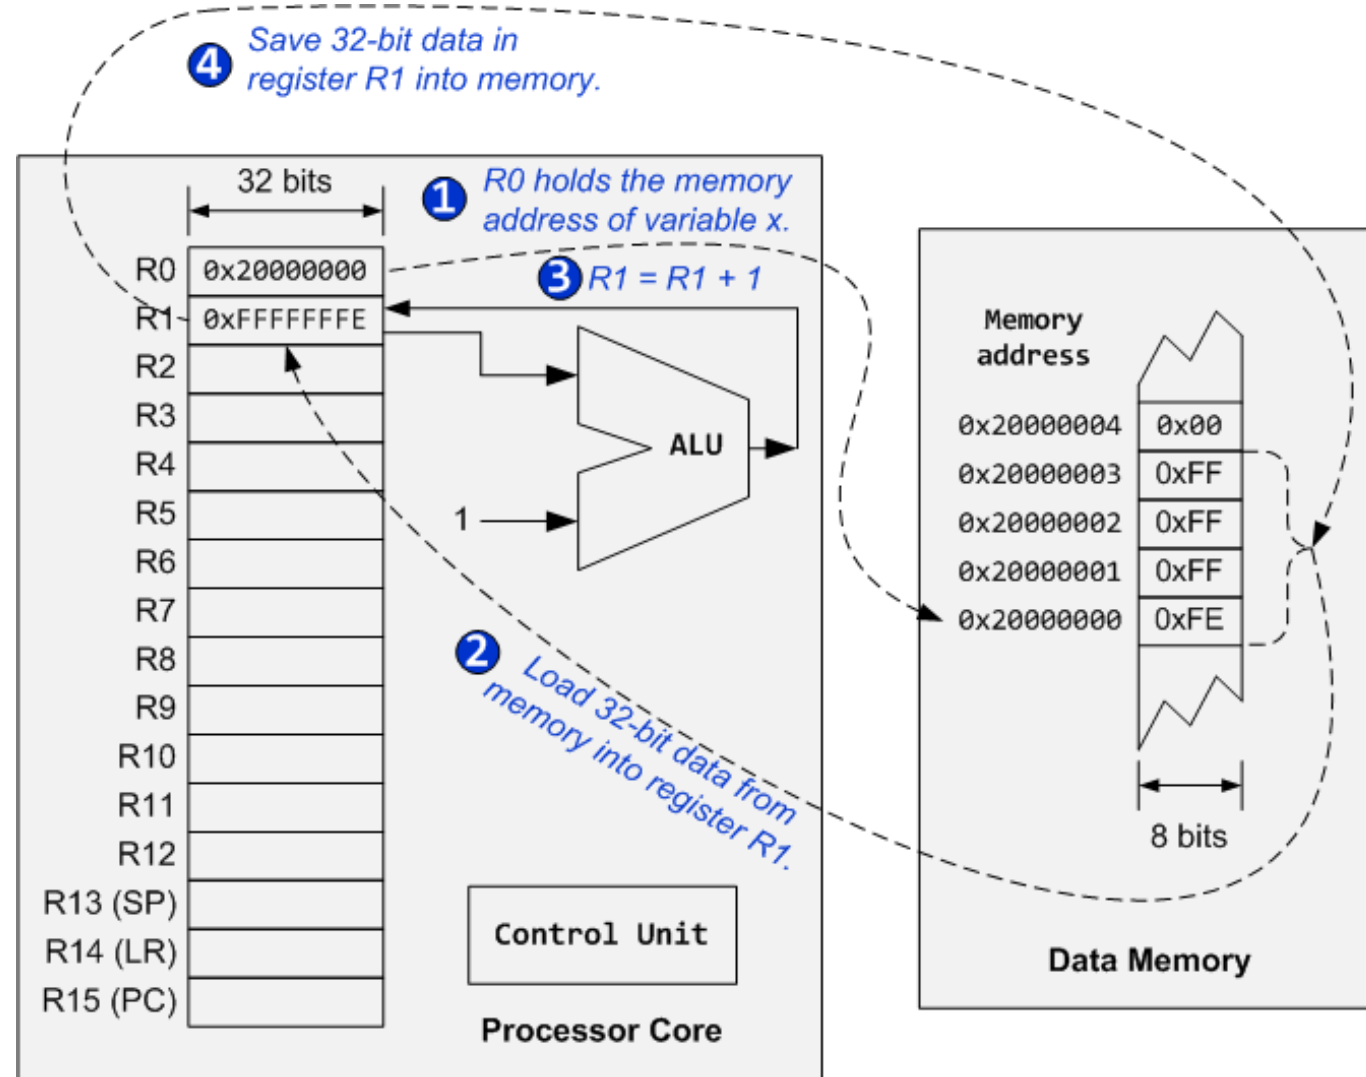 4 Save 32-bit data in
register R1 into memory.
32 bits
1 R0 holds the memory
address of variable x.
3 R1 = R1 + 1
R0 0x20000000
R1 0xFFFFFFFE
R2
R3
R4
R5
R6
R7
R8
R9
R10
R11
R12
R13 (SP)
R14 (LR)
R15 (PC)
ALU
1
2 Load 32-bit data from
memory into register R1.
Control Unit
Processor Core
Memory
address
0x20000004 0x00
0x20000003 0xFF
0x20000002 0xFF
0x20000001 0xFF
0x20000000 0xFE
8 bits
Data Memory